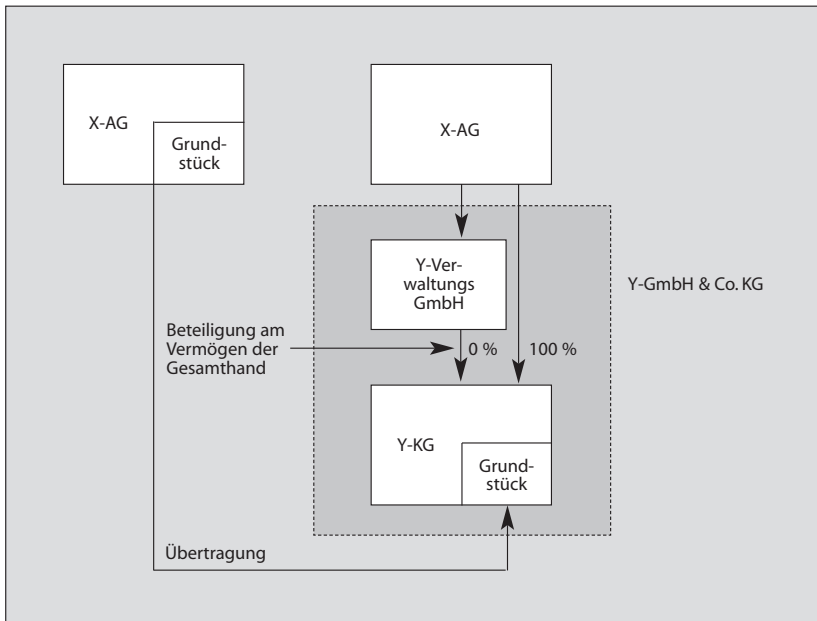 X-AG
Grund-
stück
X-AG
Y-Ver-
waltungs
GmbH
Y-GmbH & Co. KG
Beteiligung am
Vermögen der
Gesamthand
0 %
100 %
Y-KG
Grund-
stück
Übertragung